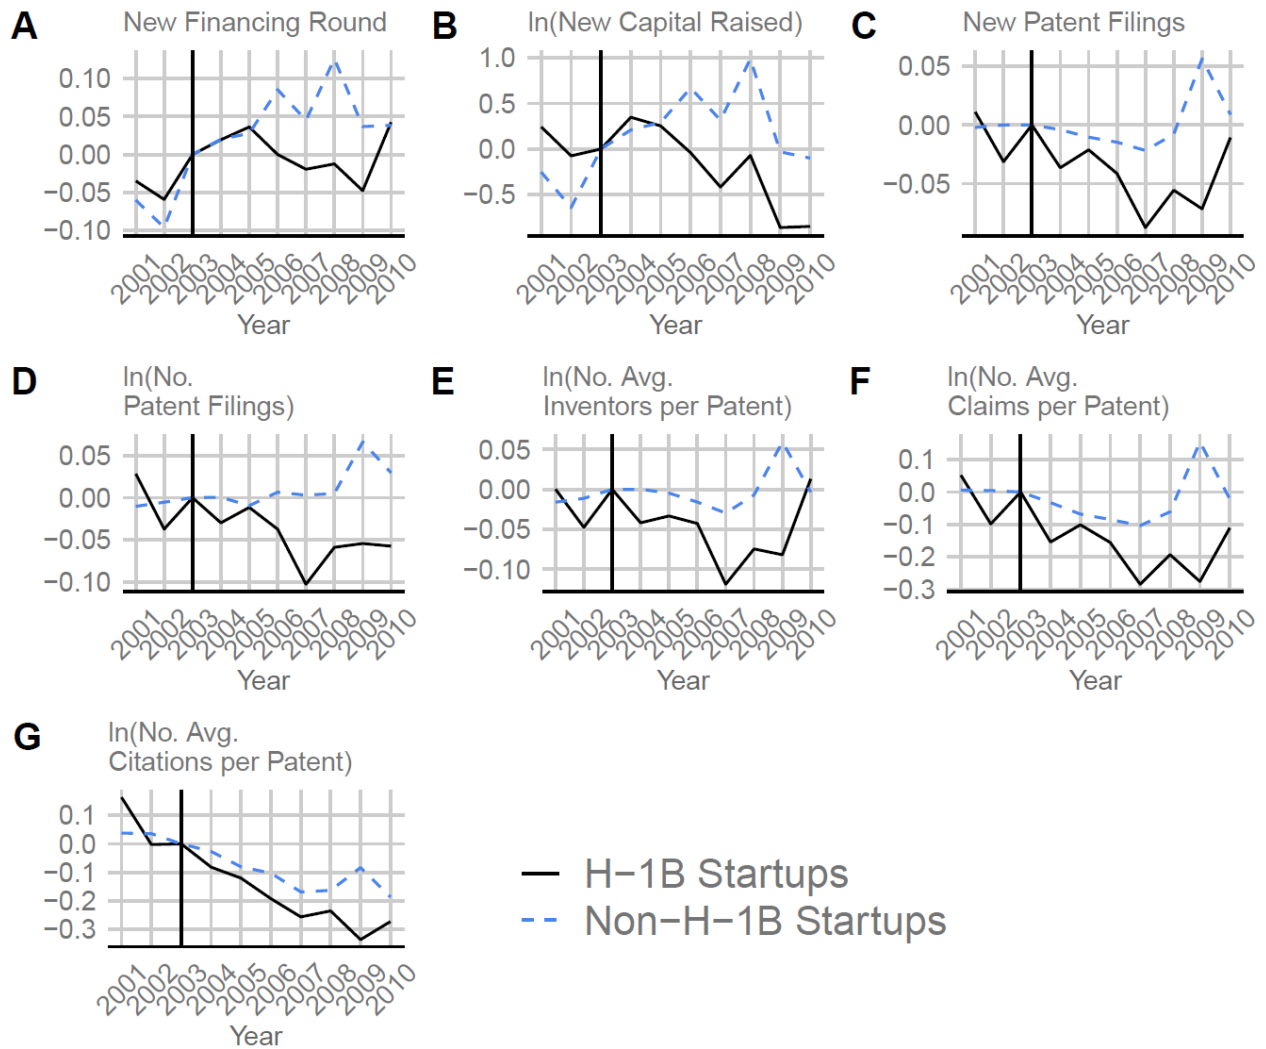 A New Financing Round
0.10
0.05
0.00
−0.05
−0.10
2001 2002 2003 2004 2005 2006 2007 2008 2009 2010
Year
B ln(New Capital Raised)
1.0
0.5
0.0
−0.5
2001 2002 2003 2004 2005 2006 2007 2008 2009 2010
Year
C New Patent Filings
0.05
0.00
−0.05
2001 2002 2003 2004 2005 2006 2007 2008 2009 2010
Year
D ln(No.
Patent Filings)
0.05
0.00
−0.05
−0.10
2001 2002 2003 2004 2005 2006 2007 2008 2009 2010
Year
E ln(No. Avg.
Inventors per Patent)
0.05
0.00
−0.05
−0.10
2001 2002 2003 2004 2005 2006 2007 2008 2009 2010
Year
F ln(No. Avg.
Claims per Patent)
0.1
0.0
−0.1
−0.2
−0.3
2001 2002 2003 2004 2005 2006 2007 2008 2009 2010
Year
G ln(No. Avg.
Citations per Patent)
0.1
0.0
−0.1
−0.2
−0.3
2001 2002 2003 2004 2005 2006 2007 2008 2009 2010
Year
H−1B Startups
Non−H−1B Startups